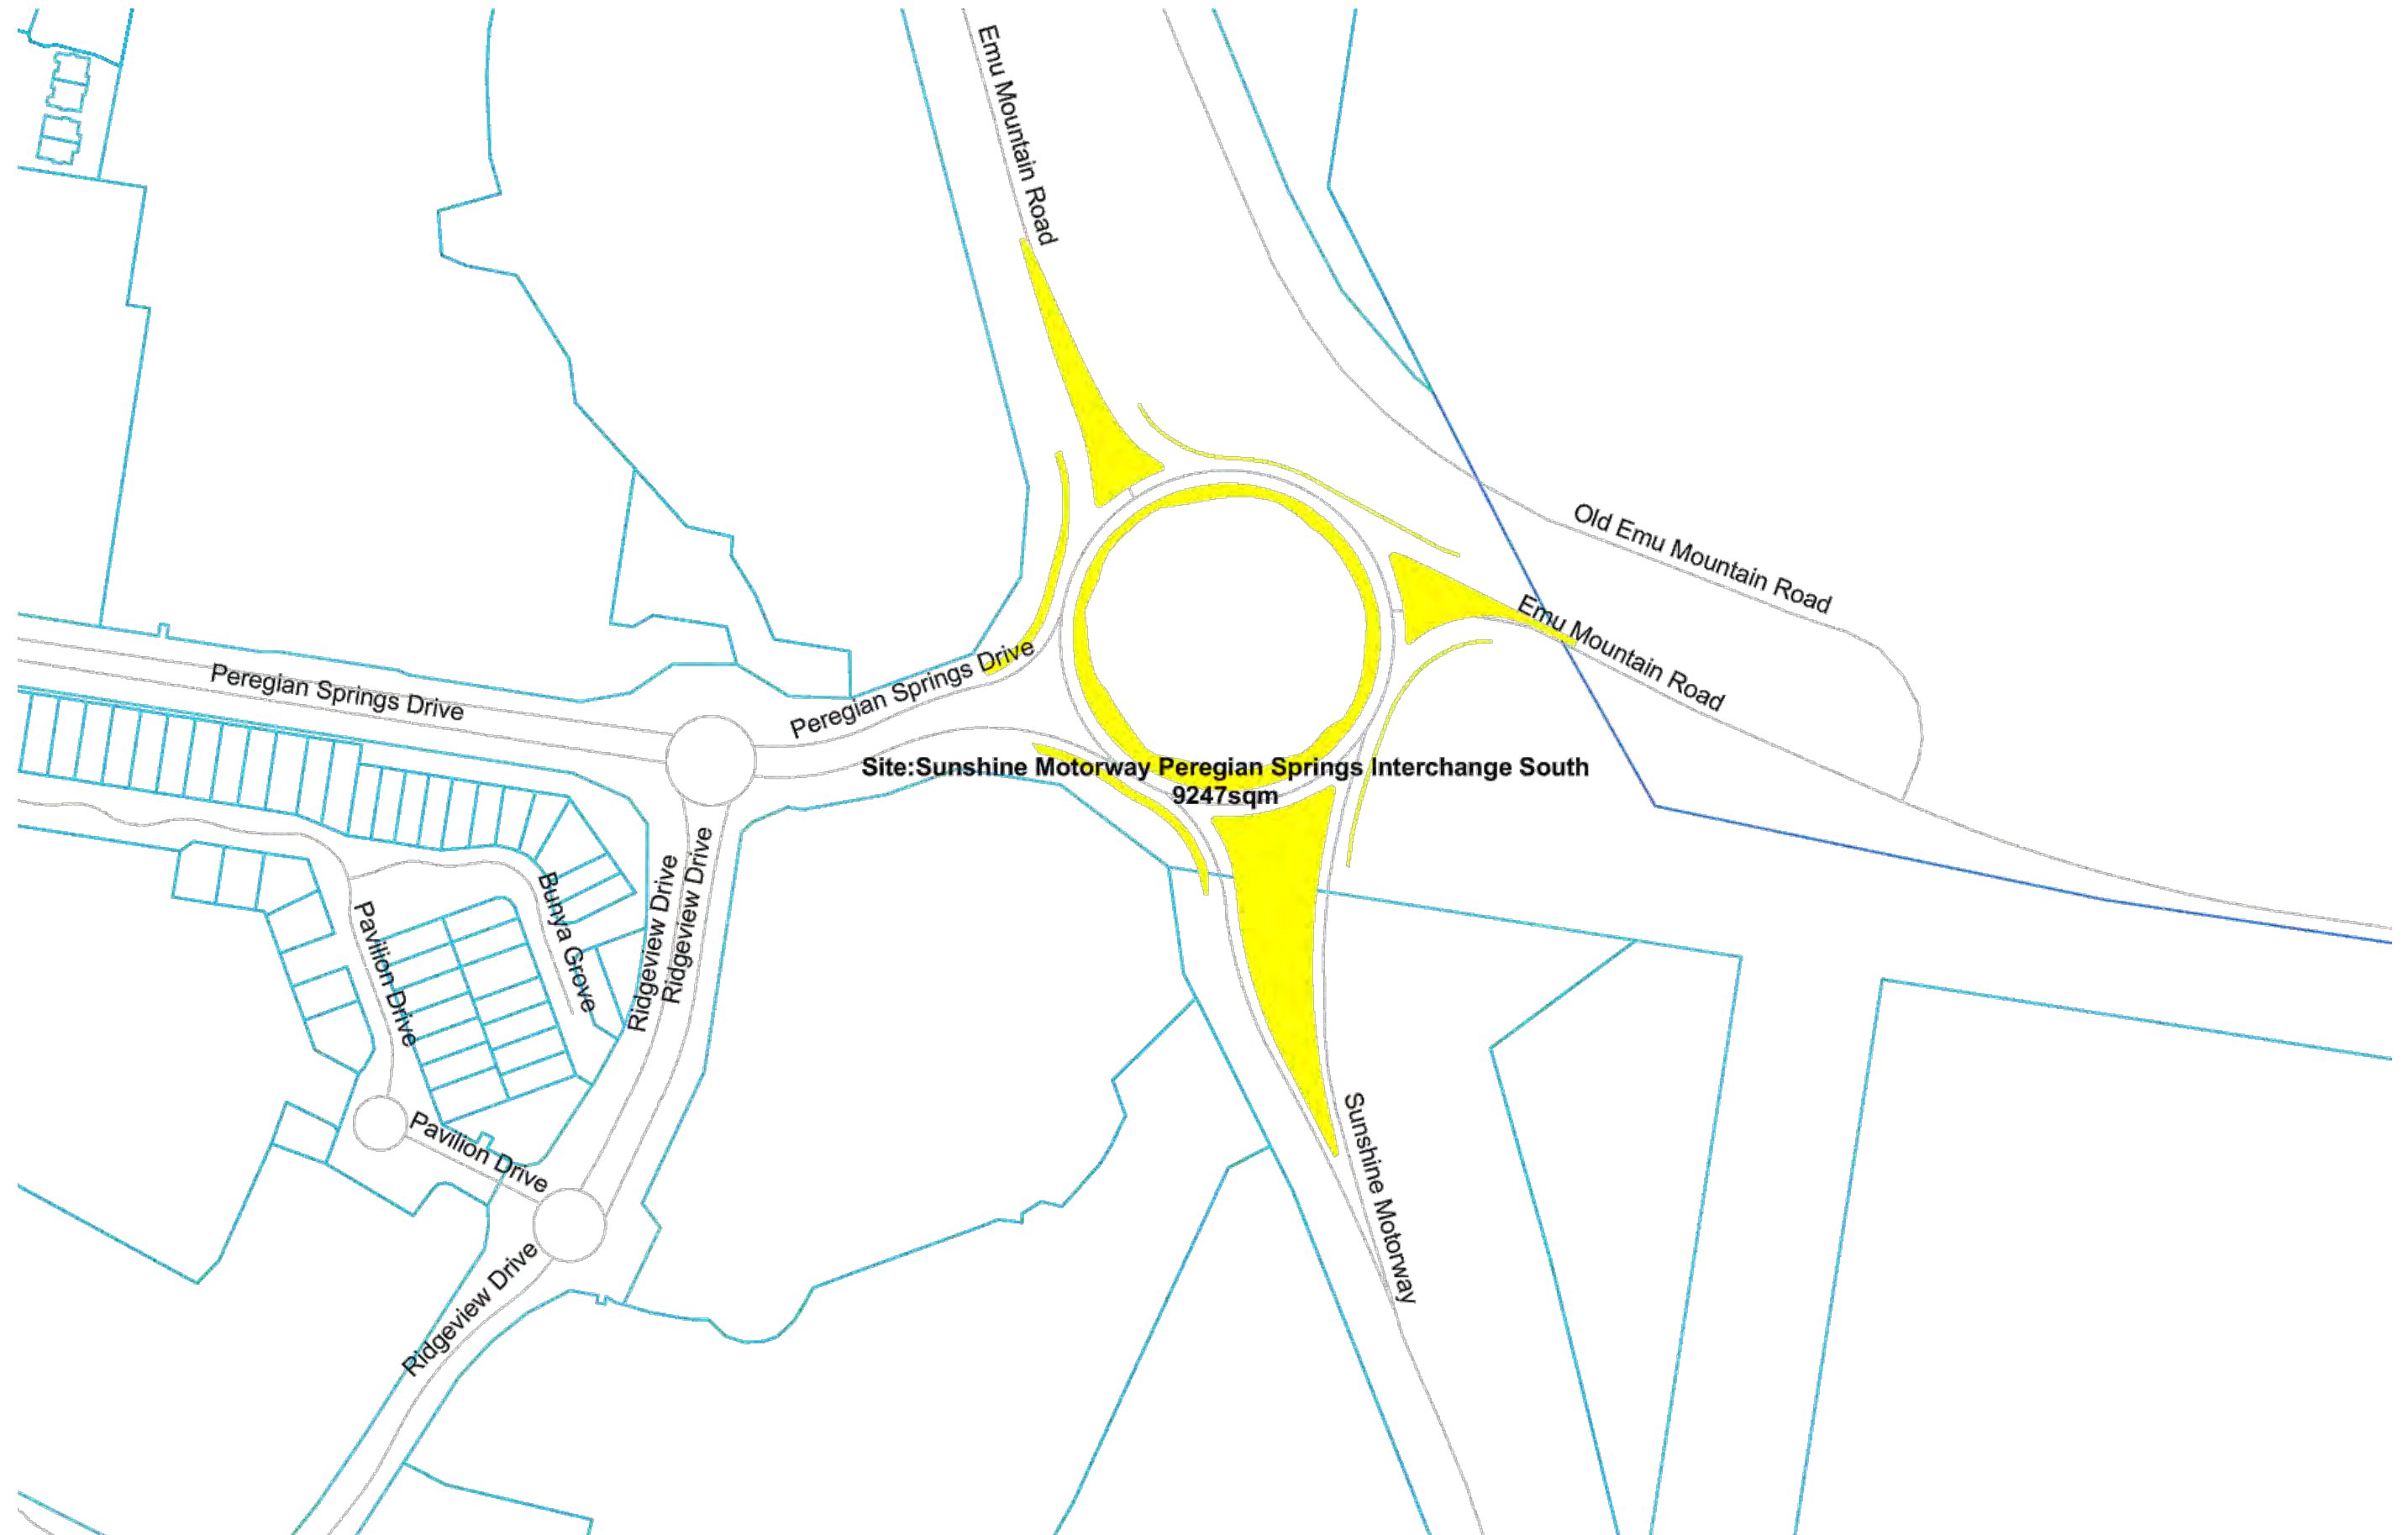 Emu Mountain Road
Old Emu Mountain Road
Emu Mountain Road
Peregian Springs Drive
Peregian Springs Drive
Site:Sunshine Motorway Peregian Springs Interchange South
9247sqm
Ridgeview Drive
Ridgeview Drive
Bunya Grove
Pavilion Drive
Pavilion Drive
Sunshine Motorway
Ridgeview Drive